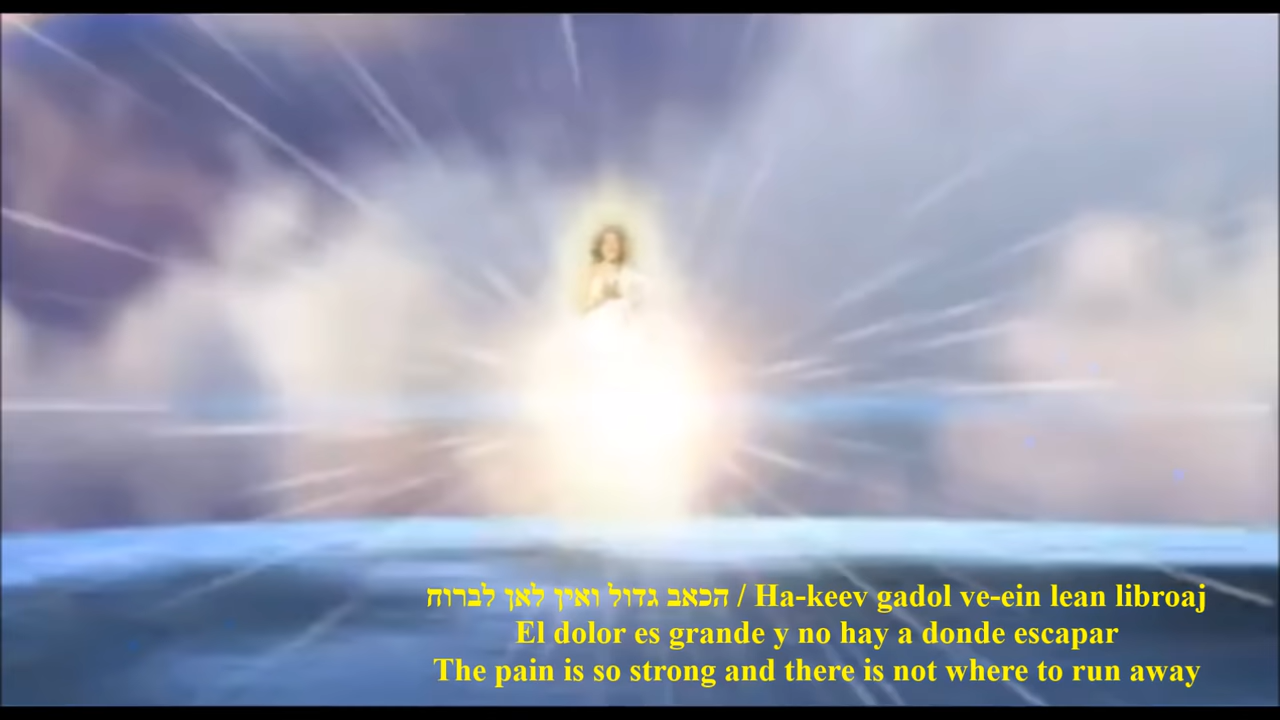 הכאב גדול ואין לאן לברוח / Ha-keev gadol ve-ein lean libroaj
El dolor es grande y no hay a donde escapar
The pain is so strong and there is not where to run away